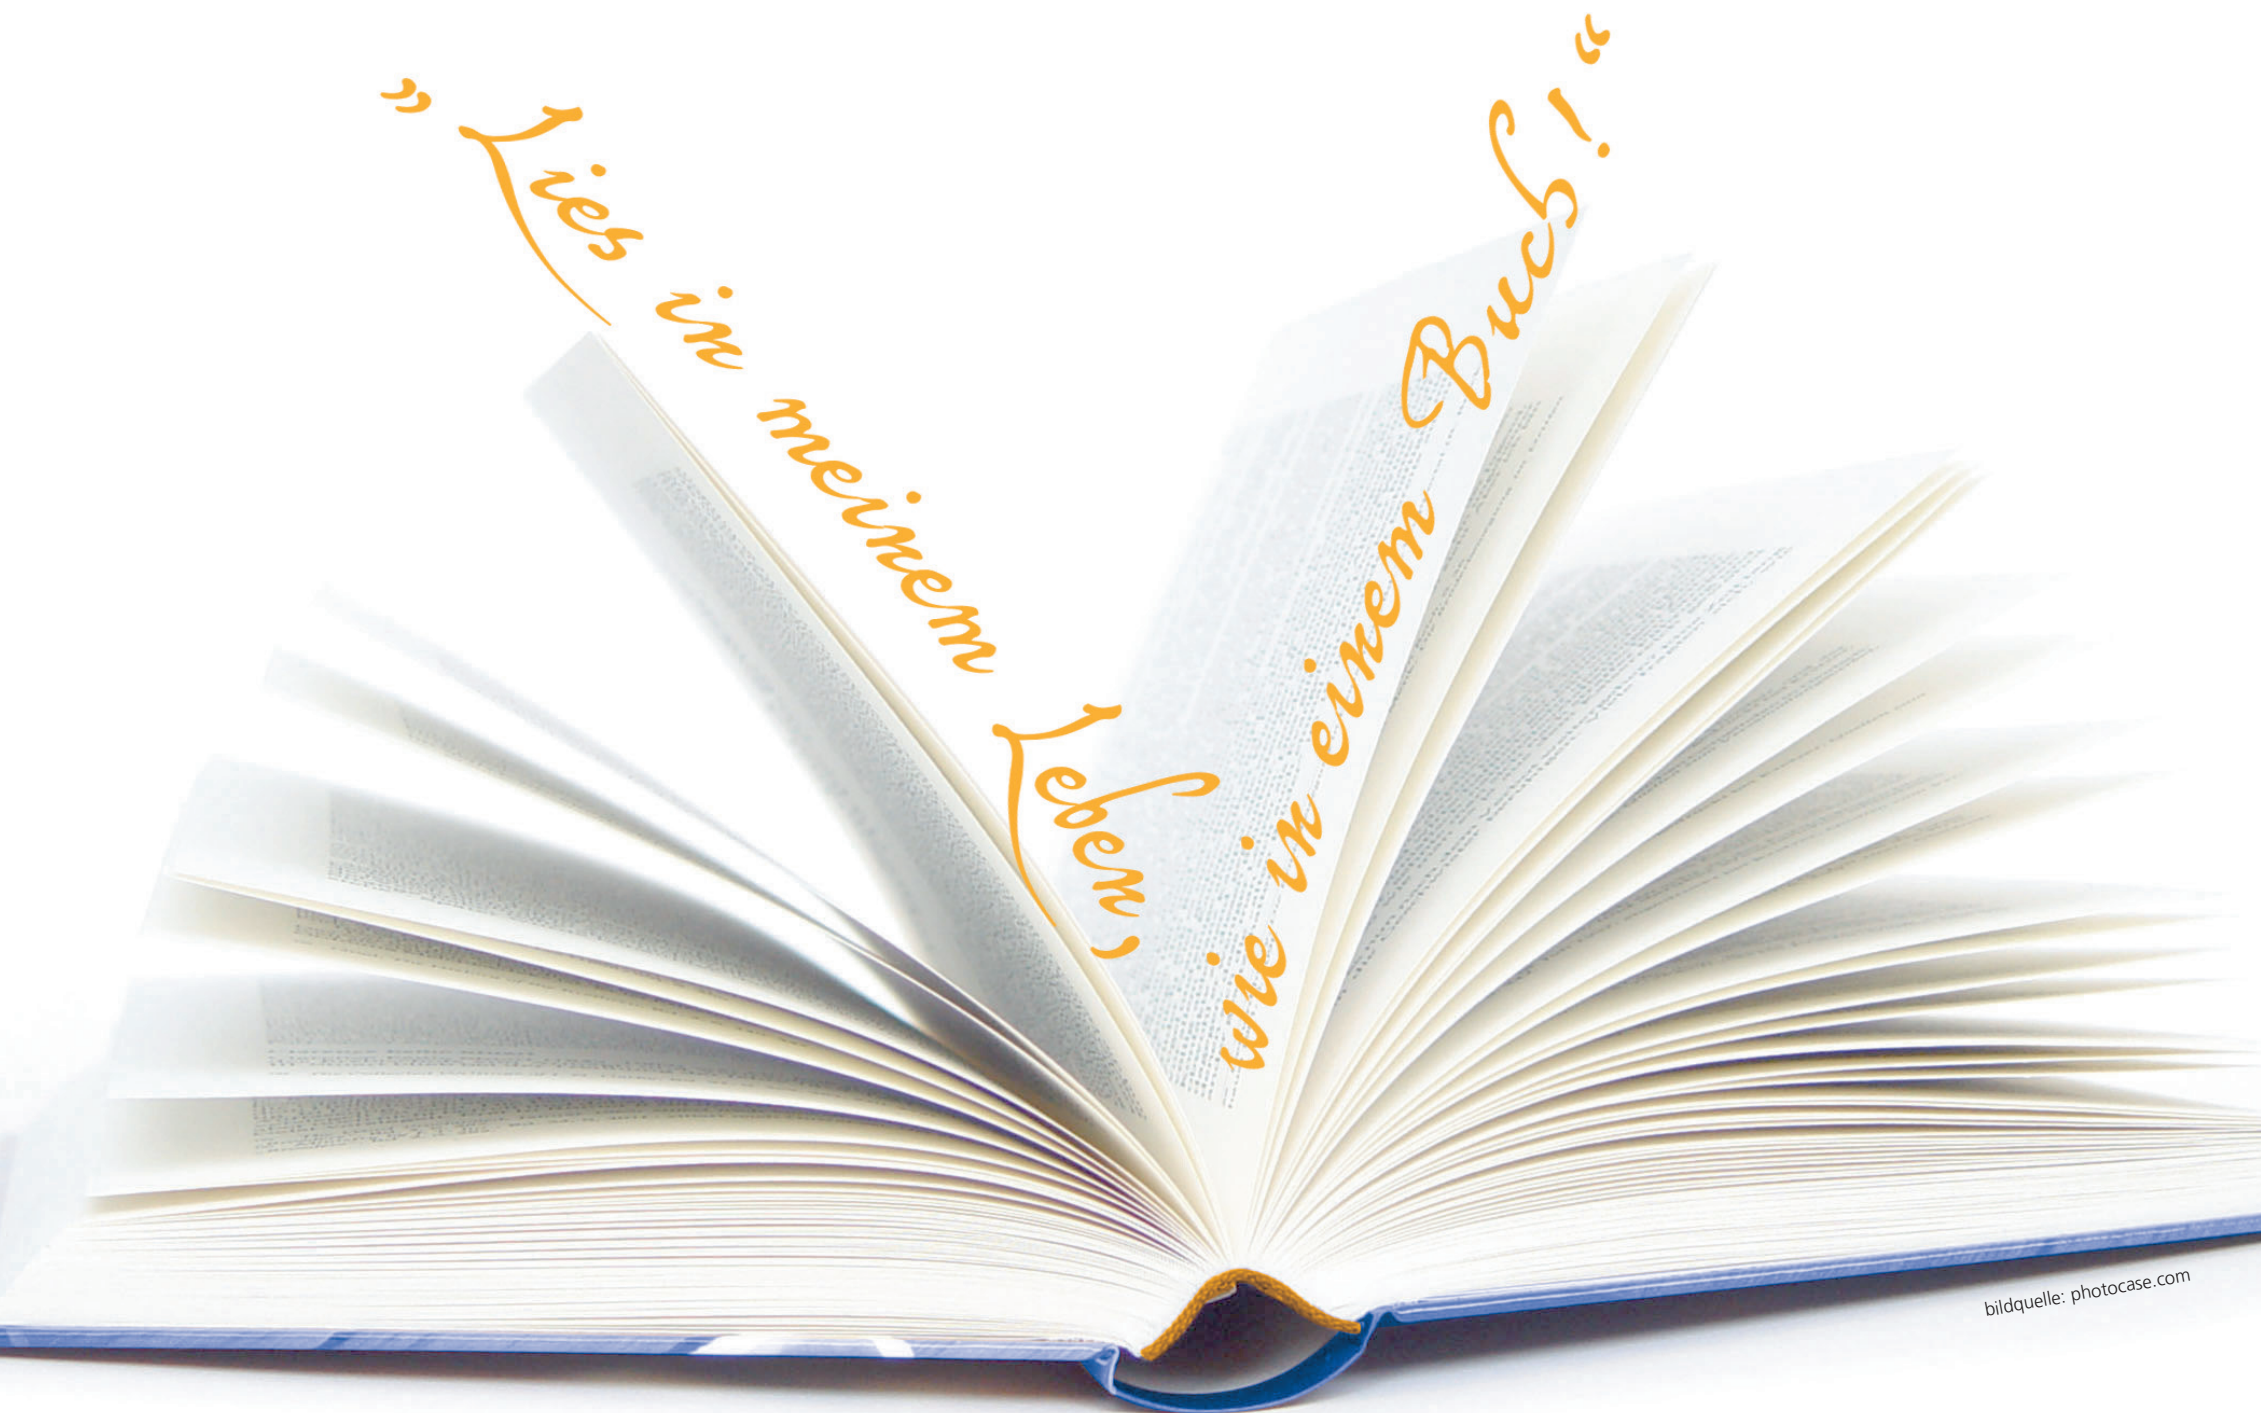 „Lies in meinem Leben,
wie in einem Buch!“
bildquelle: photocase.com